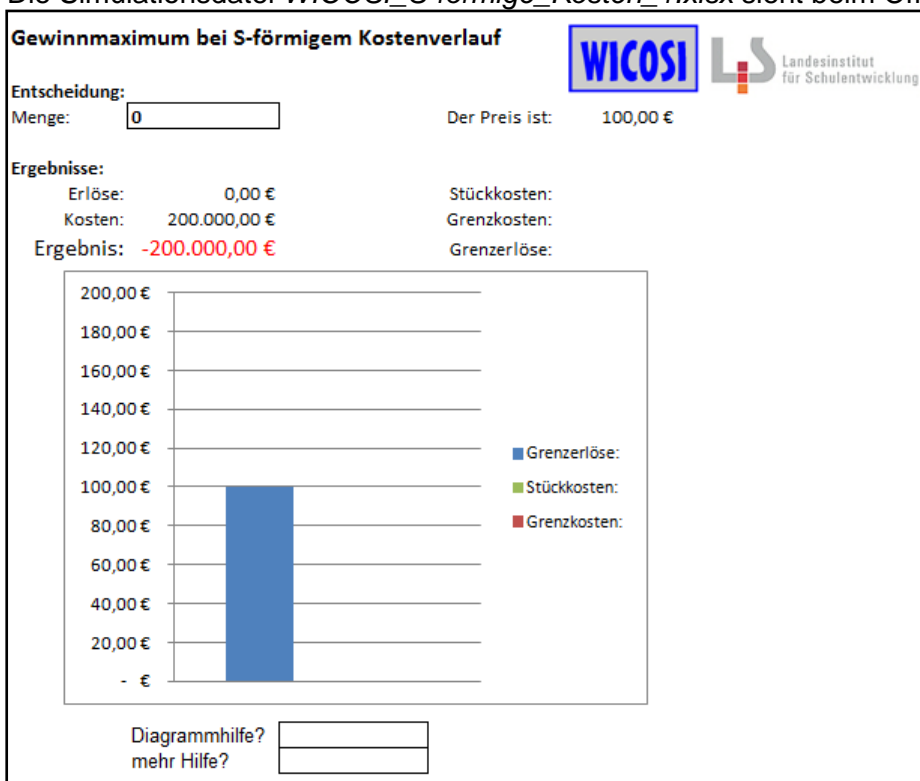 Gewinnmaximum bei S-förmigem Kostenverlauf
WICOSI
LS Landesinstitut
für Schulentwicklung
Entscheidung:
Menge: 0 Der Preis ist: 100,00 €
Ergebnisse:
Erlöse: 0,00 € Stückkosten:
Kosten: 200.000,00 € Grenzkosten:
Ergebnis: -200.000,00 € Grenzerlöse:
200,00 €
180,00 €
160,00 €
140,00 €
120,00 €
100,00 €
80,00 €
60,00 €
40,00 €
20,00 €
- €
Grenzerlöse:
Stückkosten:
Grenzkosten:
Diagrammhilfe?
mehr Hilfe?